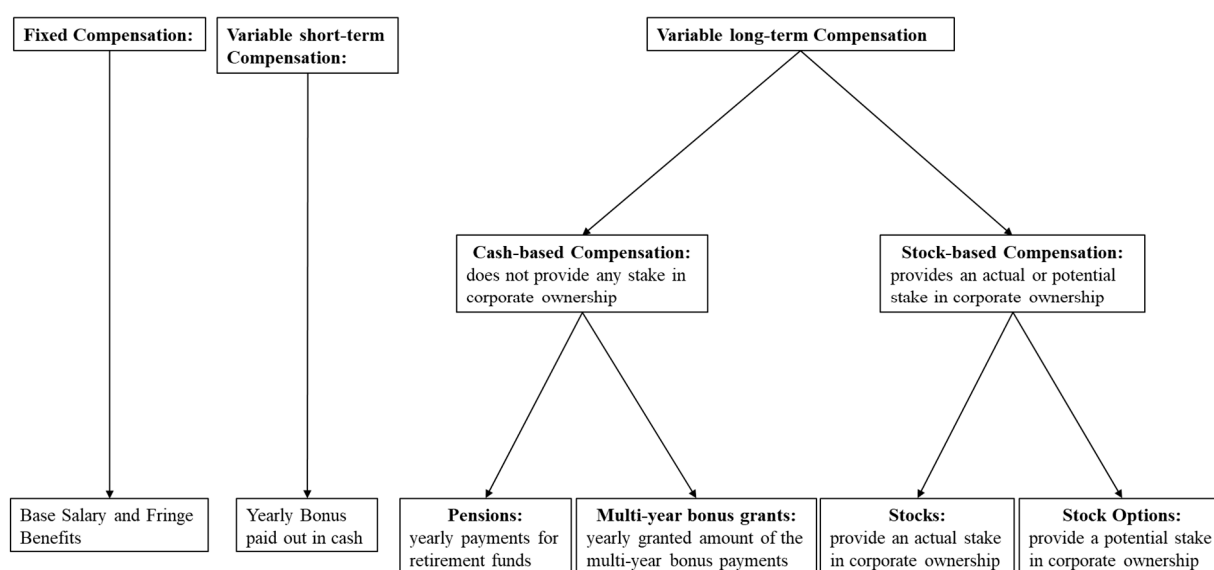 Fixed Compensation:
Variable short-term
Compensation:
Variable long-term Compensation
Cash-based Compensation:
does not provide any stake in
corporate ownership
Stock-based Compensation:
provides an actual or potential
stake in corporate ownership
Base Salary and Fringe
Benefits
Yearly Bonus
paid out in cash
Pensions:
yearly payments for
retirement funds
Multi-year bonus grants:
yearly granted amount of the
multi-year bonus payments
Stocks:
provide an actual stake
in corporate ownership
Stock Options:
provide a potential stake
in corporate ownership